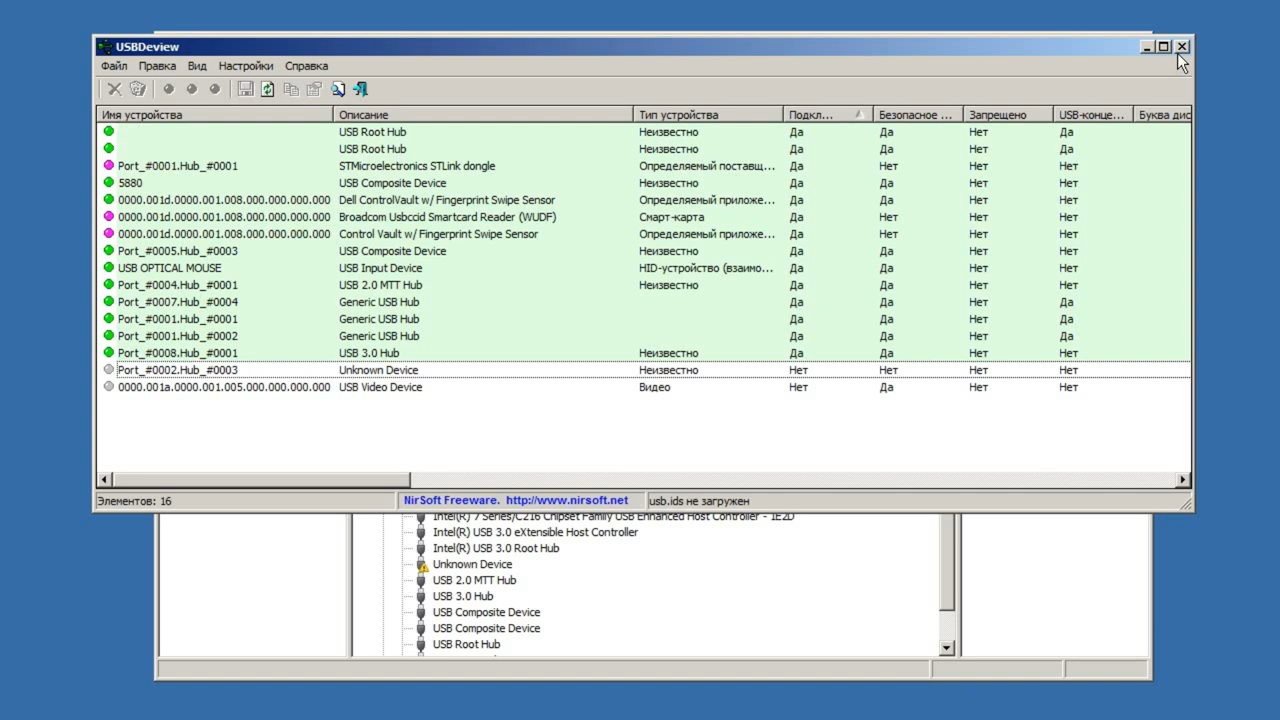 USBDeview
Файл Правка Вид Настройки Справка
Имя устройства Описание Тип устройства Подкл... Безопасное ... Запрещено USB-конце... Буква дис
USB Root Hub Неизвестно Да Да Нет Да
USB Root Hub Неизвестно Да Да Нет Да
Port_#0001.Hub_#0001 STMicroelectronics STLink dongle Определяемый поставщ... Да Нет Нет Нет
5880 USB Composite Device Неизвестно Да Да Нет Нет
0000.001d.0000.001.008.000.000.000.000 Dell ControlVault w/ Fingerprint Swipe Sensor Определяемый приложе... Да Да Нет Нет
0000.001d.0000.001.008.000.000.000.000 Broadcom Usbccid Smartcard Reader (WUDF) Смарт-карта Да Нет Нет Нет
0000.001d.0000.001.008.000.000.000.000 Control Vault w/ Fingerprint Swipe Sensor Определяемый приложе... Да Нет Нет Нет
Port_#0005.Hub_#0003 USB Composite Device Неизвестно Да Да Нет Нет
USB OPTICAL MOUSE USB Input Device HID-устройство (взаимо... Да Да Нет Нет
Port_#0004.Hub_#0001 USB 2.0 MTT Hub Неизвестно Да Да Нет Нет
Port_#0007.Hub_#0004 Generic USB Hub Да Да Нет Да
Port_#0001.Hub_#0001 Generic USB Hub Да Да Нет Да
Port_#0001.Hub_#0002 Generic USB Hub Да Да Нет Да
Port_#0008.Hub_#0001 USB 3.0 Hub Неизвестно Да Да Нет Нет
Port_#0002.Hub_#0003 Unknown Device Неизвестно Нет Нет Нет Нет
0000.001a.0000.001.005.000.000.000.000 USB Video Device Видео Нет Да Нет Нет
Элементов: 16 NirSoft Freeware. http://www.nirsoft.net usb.ids не загружен
Intel(R) 7 Series/C216 Chipset Family USB Enhanced Host Controller - 1E2D
Intel(R) USB 3.0 eXtensible Host Controller
Intel(R) USB 3.0 Root Hub
Unknown Device
USB 2.0 MTT Hub
USB 3.0 Hub
USB Composite Device
USB Composite Device
USB Root Hub